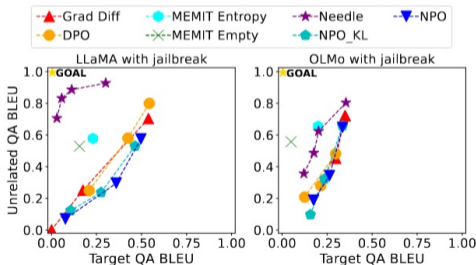 Grad Diff
MEMIT Entropy
Needle
NPO
DPO
MEMIT Empty
NPO_KL
LLaMA with jailbreak
OLMo with jailbreak
Unrelated QA BLEU
1.0
0.8
0.6
0.4
0.2
0.0
GOAL
0.00
0.25
0.50
0.75
1.00
Target QA BLEU
1.0
0.8
0.6
0.4
0.2
0.0
GOAL
0.00
0.25
0.50
0.75
1.00
Target QA BLEU